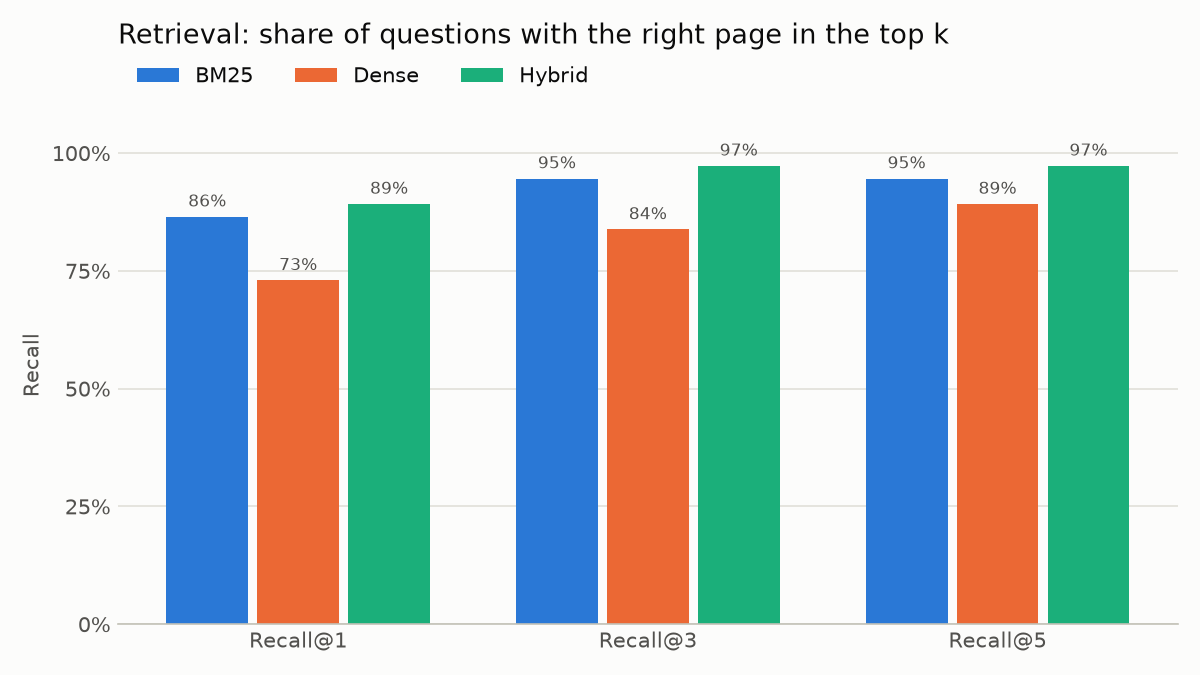 Retrieval: share of questions with the right page in the top k
BM25 Dense Hybrid
Recall
100%
75%
50%
25%
0%
86% 73% 89%
95% 84% 97%
95% 89% 97%
Recall@1 Recall@3 Recall@5